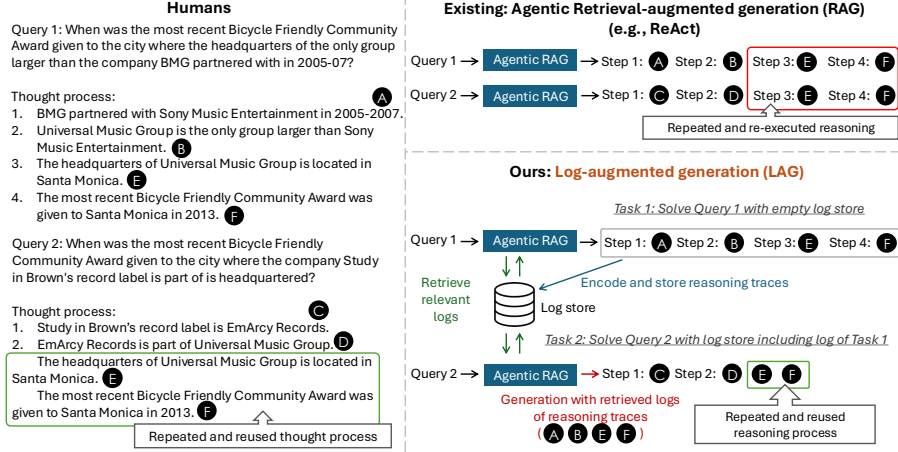 Humans
Query 1: When was the most recent Bicycle Friendly Community
Award given to the city where the headquarters of the only group
larger than the company BMG partnered with in 2005-07?
Thought process:
A
1. BMG partnered with Sony Music Entertainment in 2005-2007.
2. Universal Music Group is the only group larger than Sony
Music Entertainment. B
3. The headquarters of Universal Music Group is located in
Santa Monica. E
4. The most recent Bicycle Friendly Community Award was
given to Santa Monica in 2013. F
Query 2: When was the most recent Bicycle Friendly
Community Award given to the city where the company Study
in Brown's record label is part of is headquartered?
Thought process:
C
1. Study in Brown's record label is EmArcy Records.
2. EmArcy Records is part of Universal Music Group. D
The headquarters of Universal Music Group is located in
Santa Monica. E
The most recent Bicycle Friendly Community Award was
given to Santa Monica in 2013. F
Repeated and reused thought process
Existing: Agentic Retrieval-augmented generation (RAG)
(e.g., ReAct)
Query 1 Agentic RAG Step 1: A Step 2: B Step 3: E Step 4: F
Query 2 Agentic RAG Step 1: C Step 2: D Step 3: E Step 4: F
Repeated and re-executed reasoning
Ours: Log-augmented generation (LAG)
Task 1: Solve Query 1 with empty log store
Query 1 Agentic RAG Step 1: A Step 2: B Step 3: E Step 4: F
Retrieve
relevant
logs
Encode and store reasoning traces
Log store
Task 2: Solve Query 2 with log store including log of Task 1
Query 2 Agentic RAG Step 1: C Step 2: D E F
Generation with retrieved logs
of reasoning traces
( A B E F )
Repeated and reused
reasoning process